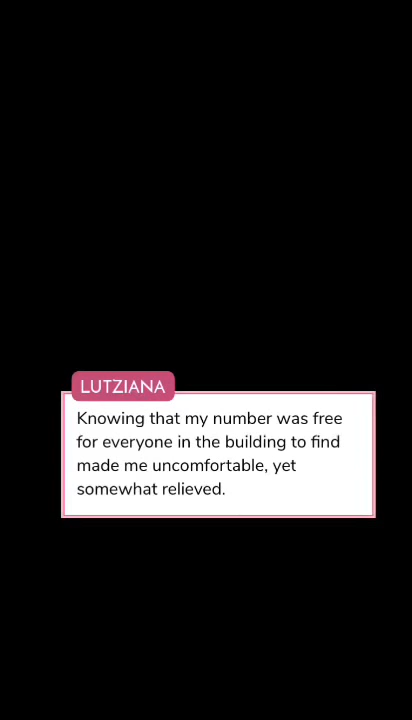 LUTZIANA
Knowing that my number was free
for everyone in the building to find
made me uncomfortable, yet
somewhat relieved.